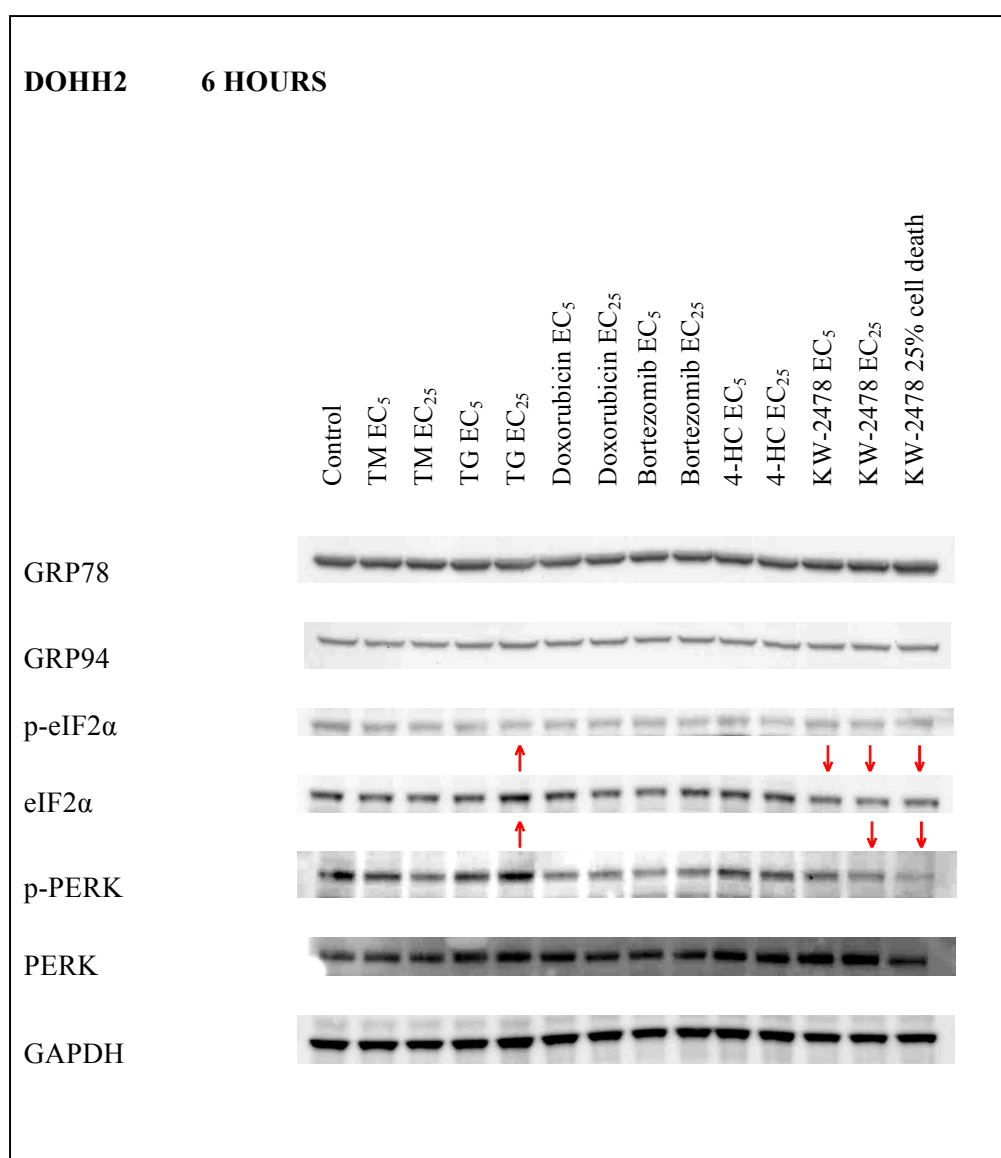 DOHH2 6 HOURS
Control
TM EC₅
TM EC₂₅
TG EC₅
TG EC₂₅
Doxorubicin EC₅
Doxorubicin EC₂₅
Bortezomib EC₅
Bortezomib EC₂₅
4-HC EC₅
4-HC EC₂₅
KW-2478 EC₅
KW-2478 EC₂₅
KW-2478 25% cell death
GRP78
GRP94
p-eIF2α
eIF2α
p-PERK
PERK
GAPDH